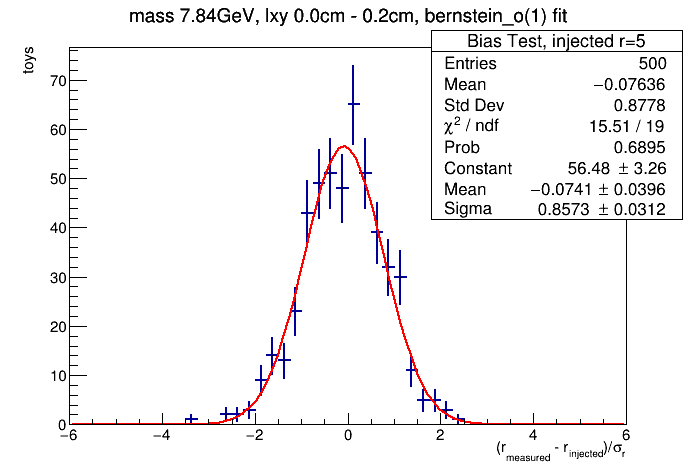 mass 7.84GeV, lxy 0.0cm - 0.2cm, bernstein_o(1) fit
Bias Test, injected r=5
Entries 500
Mean −0.07636
Std Dev 0.8778
χ² / ndf 15.51 / 19
Prob 0.6895
Constant 56.48 ± 3.26
Mean −0.0741 ± 0.0396
Sigma 0.8573 ± 0.0312
toys
70
60
50
40
30
20
10
0
−6 −4 −2 0 2 4 6
(r_measured - r_injected)/σ_r